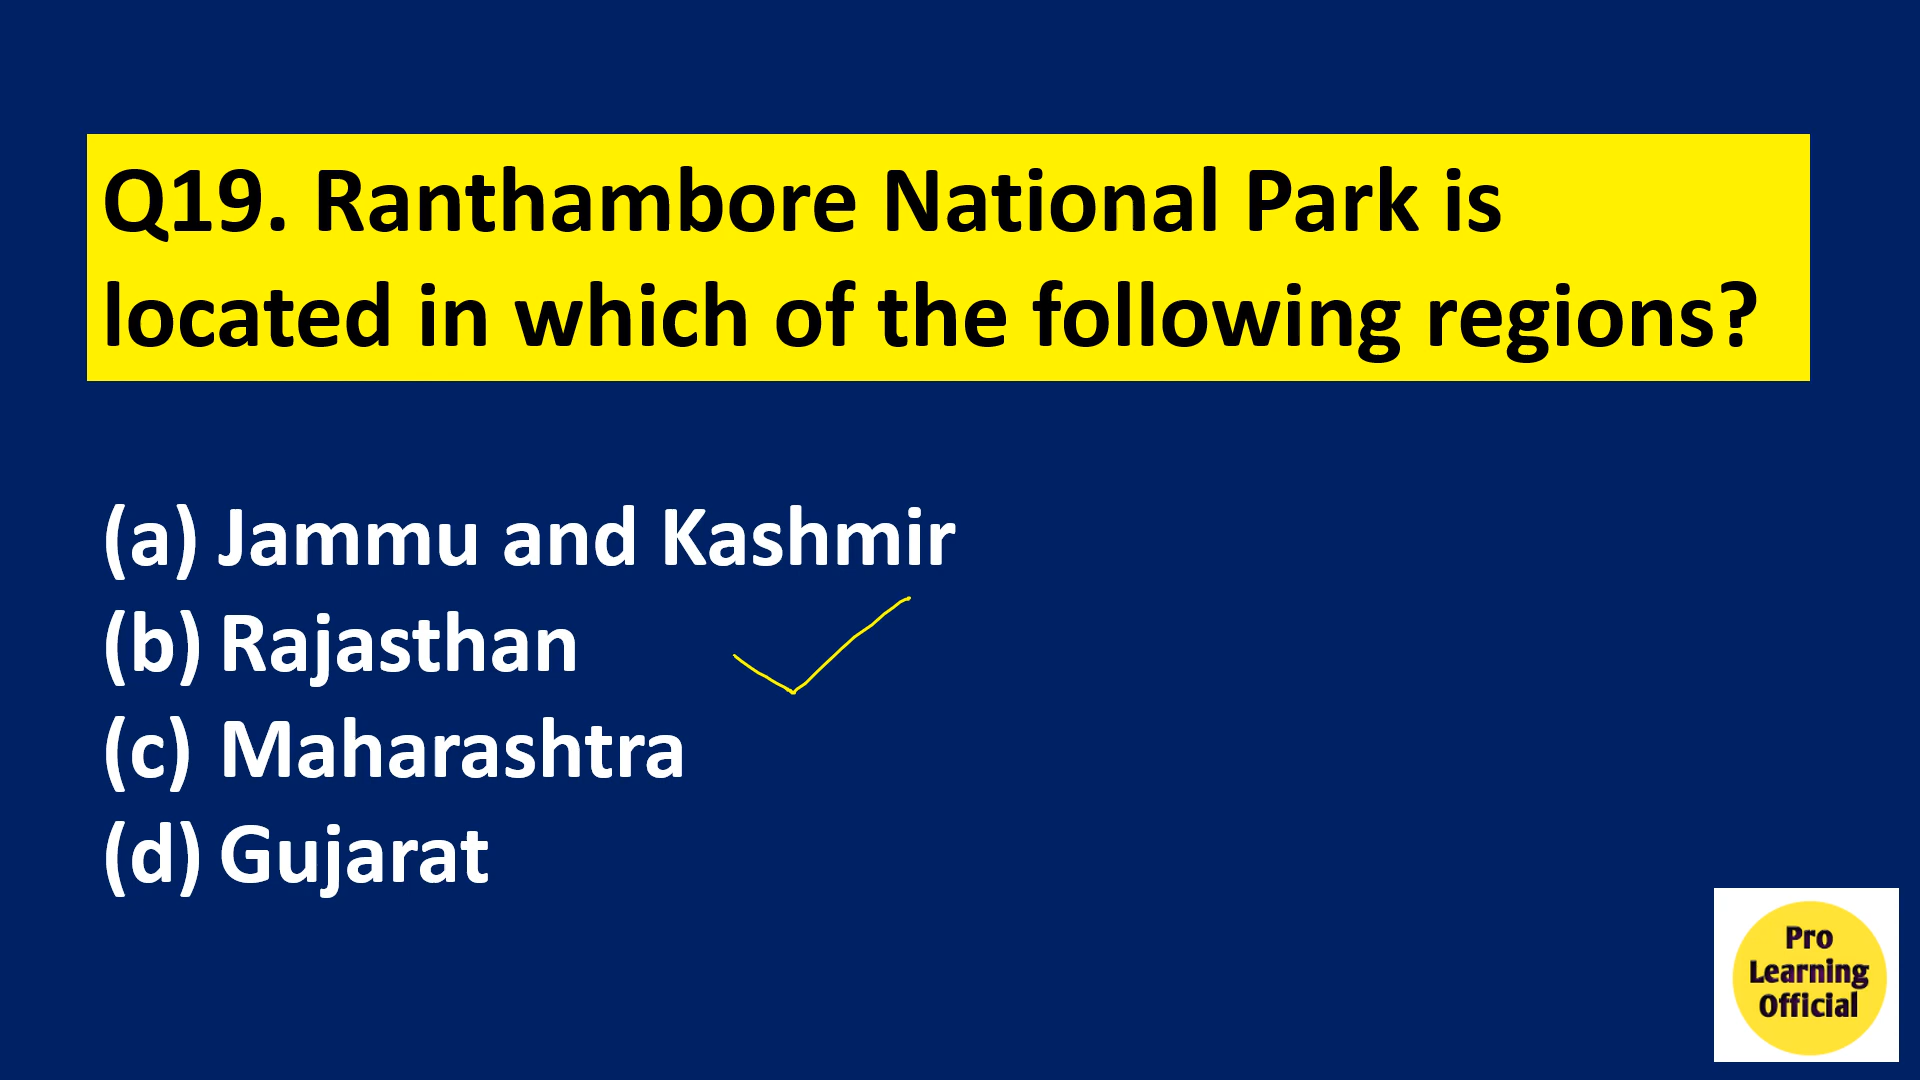 Q19. Ranthambore National Park is
located in which of the following regions?
(a) Jammu and Kashmir
(b) Rajasthan
(c) Maharashtra
(d) Gujarat
Pro
Learning
Official